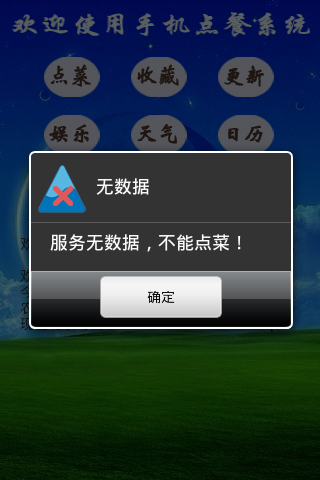 欢迎使用手机点餐系统
点菜 收藏 更新
娱乐 天气 日历
无数据
服务无数据，不能点菜！
确定